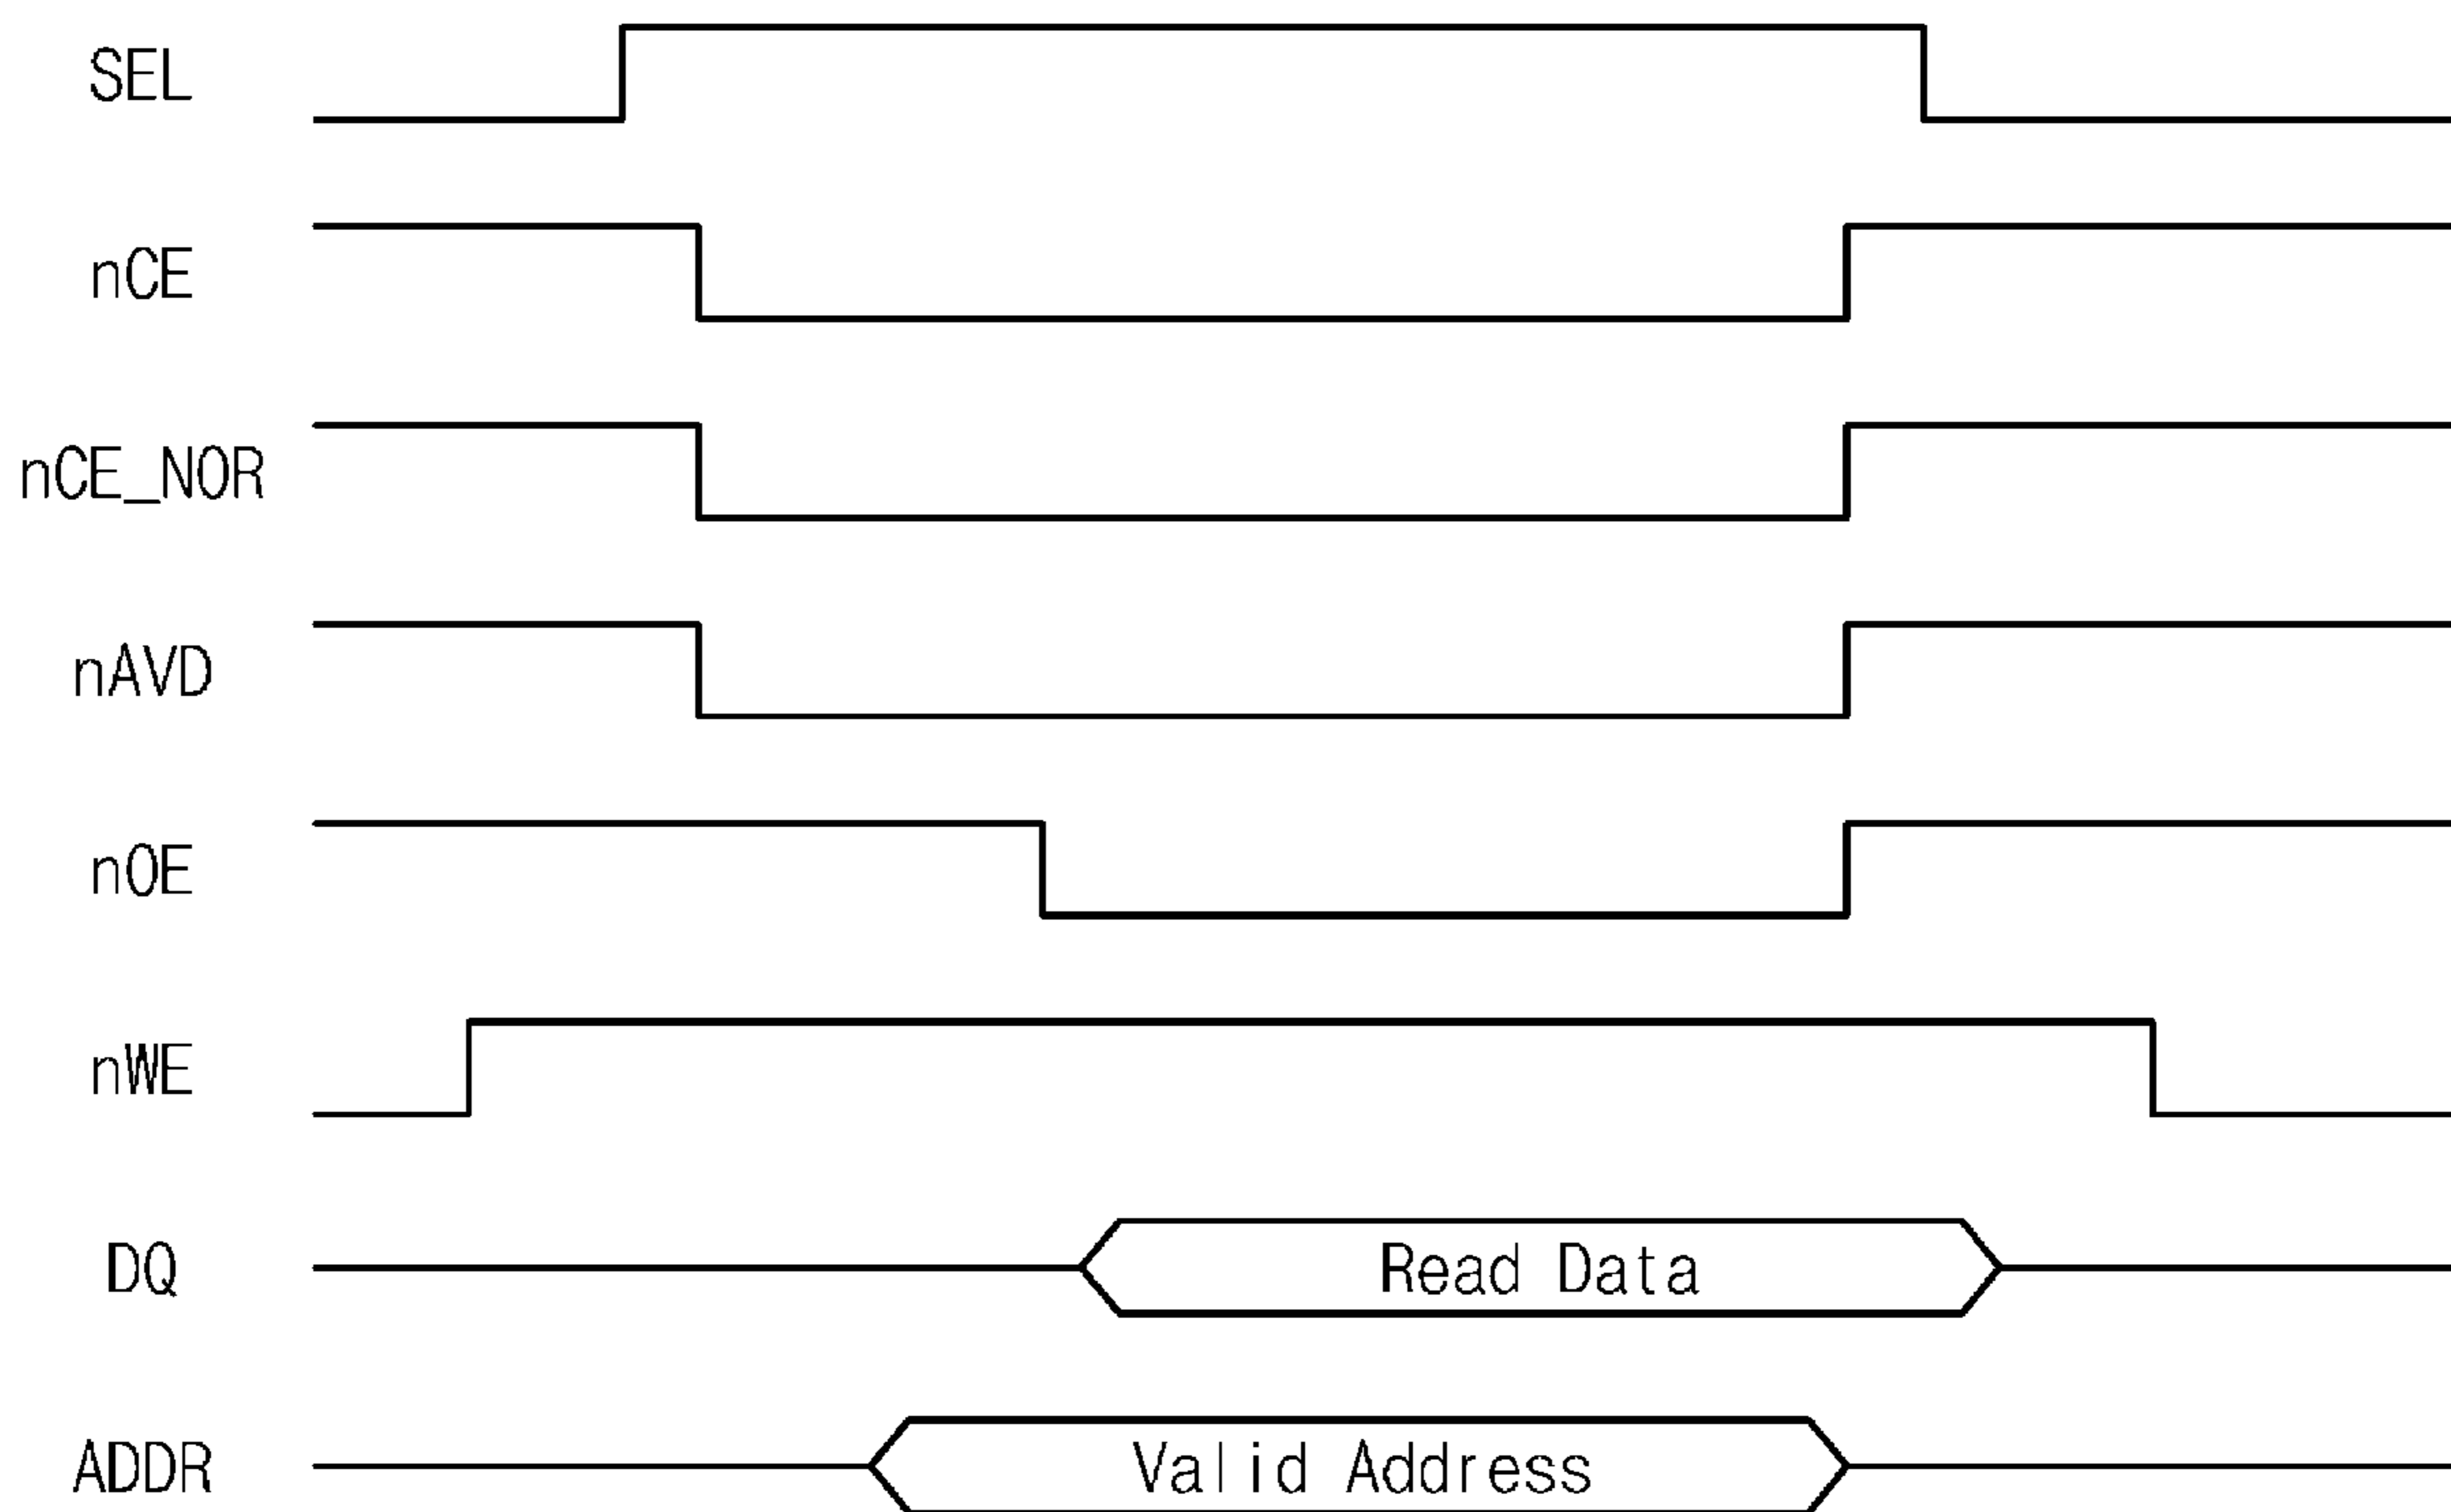 SEL
nCE
nCE_NOR
nAVD
nOE
nWE
DQ
Read Data
ADDR
Valid Address